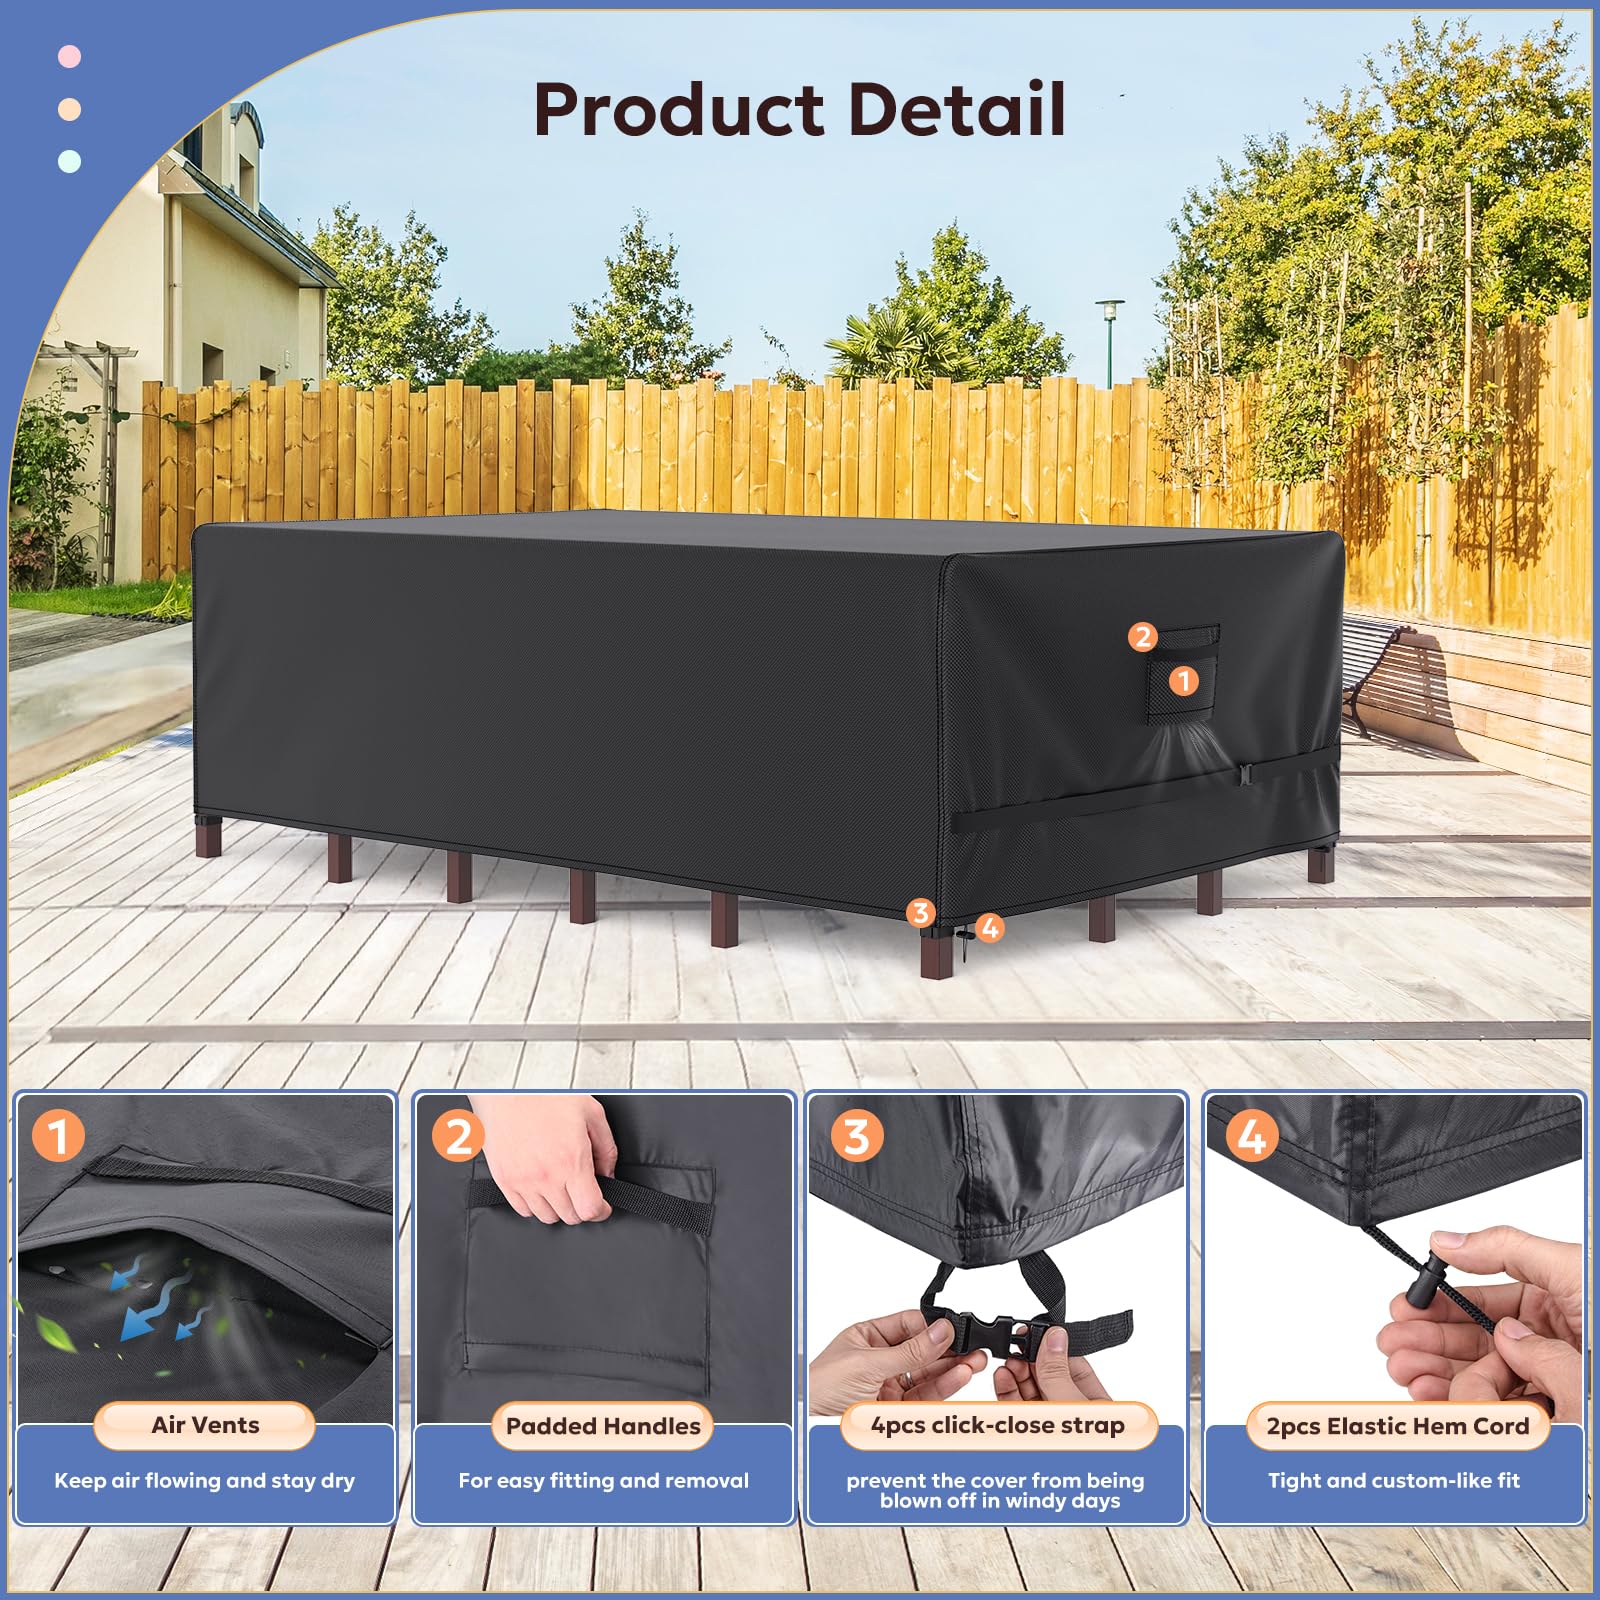 Product Detail
2
1
3
4
1
2
3
4
Air Vents
Keep air flowing and stay dry
Padded Handles
For easy fitting and removal
4pcs click-close strap
prevent the cover from being
blown off in windy days
2pcs Elastic Hem Cord
Tight and custom-like fit